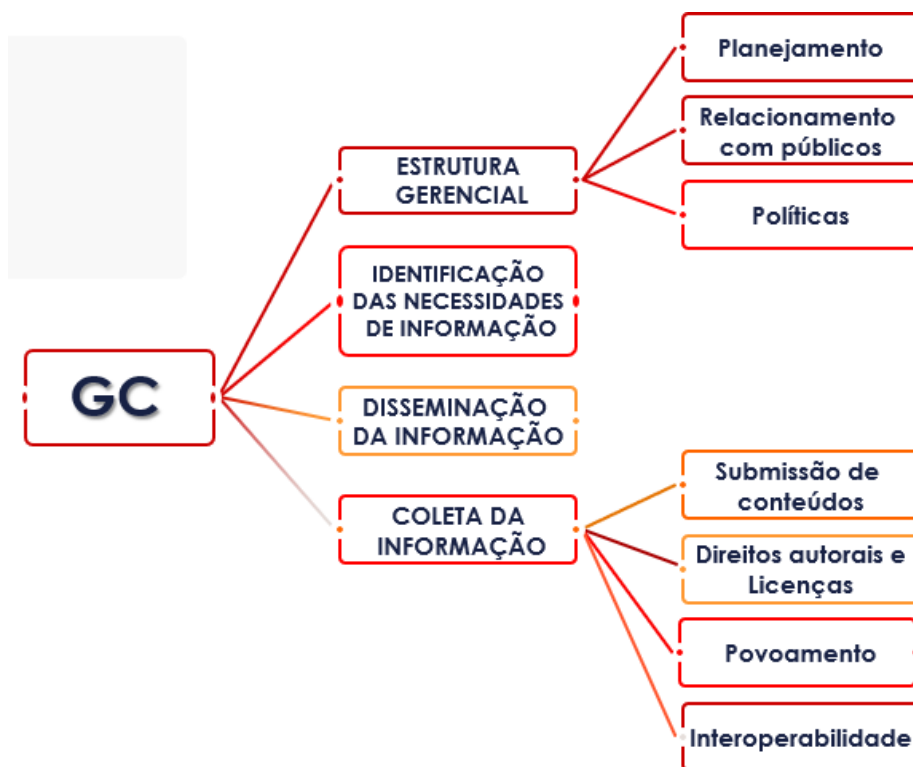 GC
ESTRUTURA
GERENCIAL
Planejamento
Relacionamento
com públicos
Políticas
IDENTIFICAÇÃO
DAS NECESSIDADES
DE INFORMAÇÃO
DISSEMINAÇÃO
DA INFORMAÇÃO
COLETA DA
INFORMAÇÃO
Submissão de
conteúdos
Direitos autorais e
Licenças
Povoamento
Interoperabilidade